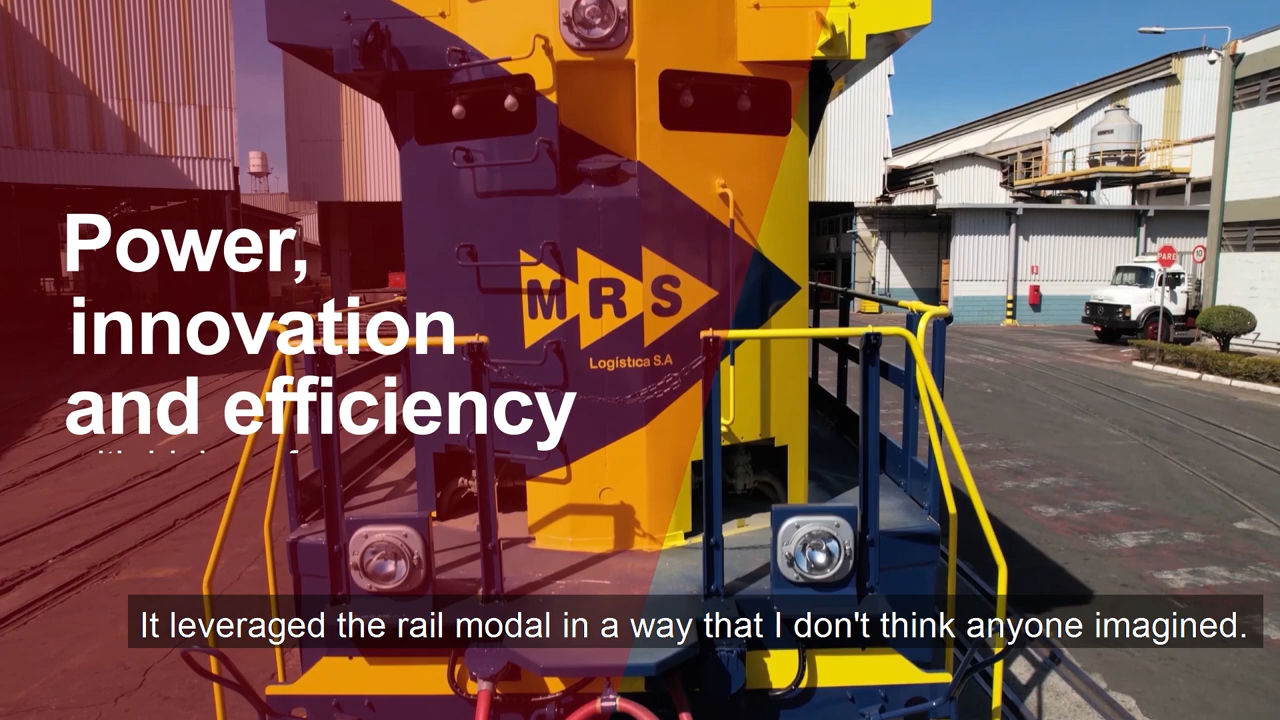 Power,
innovation
and efficiency
MRS
Logística S.A
PARE
10
It leveraged the rail modal in a way that I don't think anyone imagined.